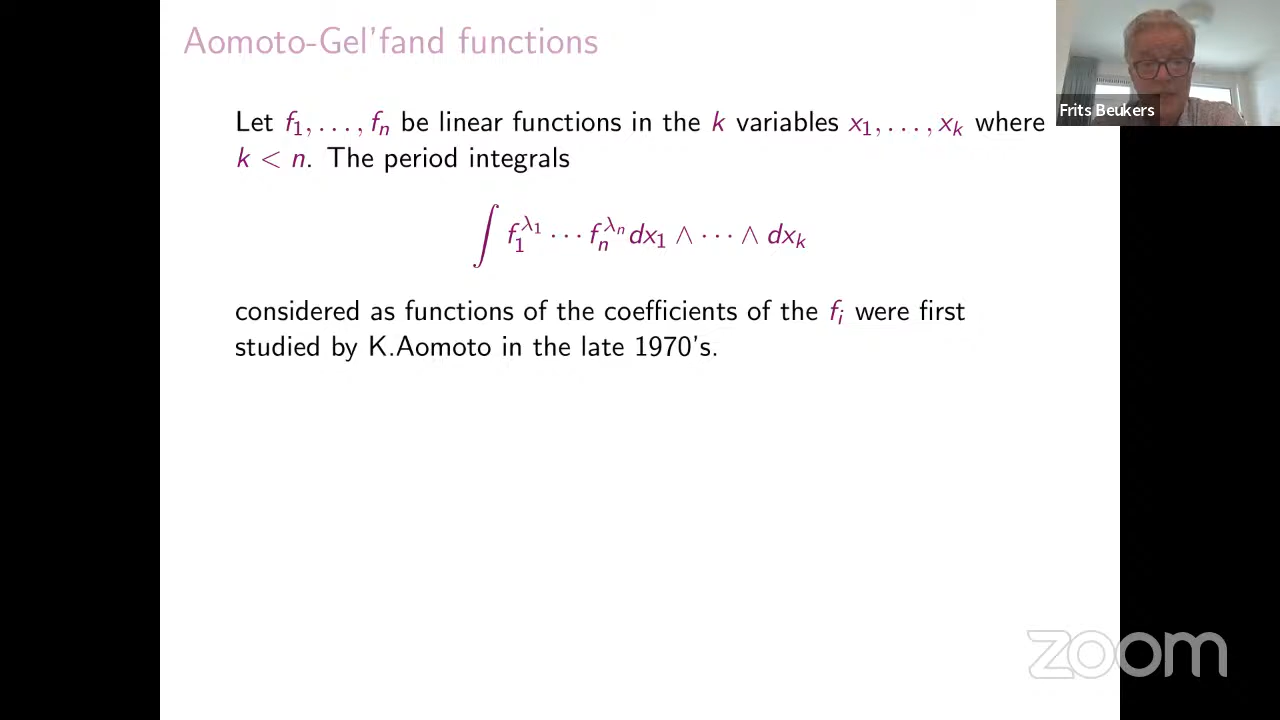 Aomoto-Gel'fand functions
Frits Beukers
Let f₁, . . . , fₙ be linear functions in the k variables x₁, . . . , xₖ where
k < n. The period integrals
∫ f₁^{λ₁} · · · fₙ^{λₙ} dx₁ ∧ · · · ∧ dxₖ
considered as functions of the coefficients of the fᵢ were first
studied by K.Aomoto in the late 1970's.
zoom